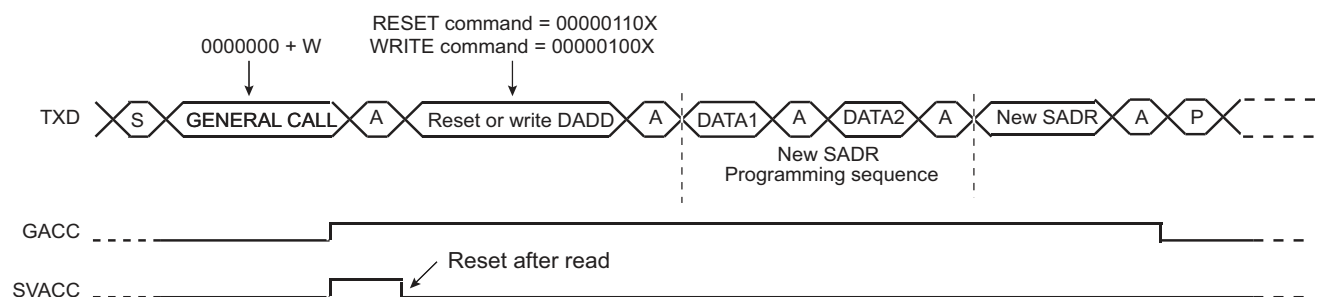 RESET command = 00000110X
0000000 + W
WRITE command = 00000100X
TXD
S
GENERAL CALL
A
Reset or write DADD
A
DATA1
A
DATA2
A
New SADR
A
P
New SADR
Programming sequence
GACC
Reset after read
SVACC